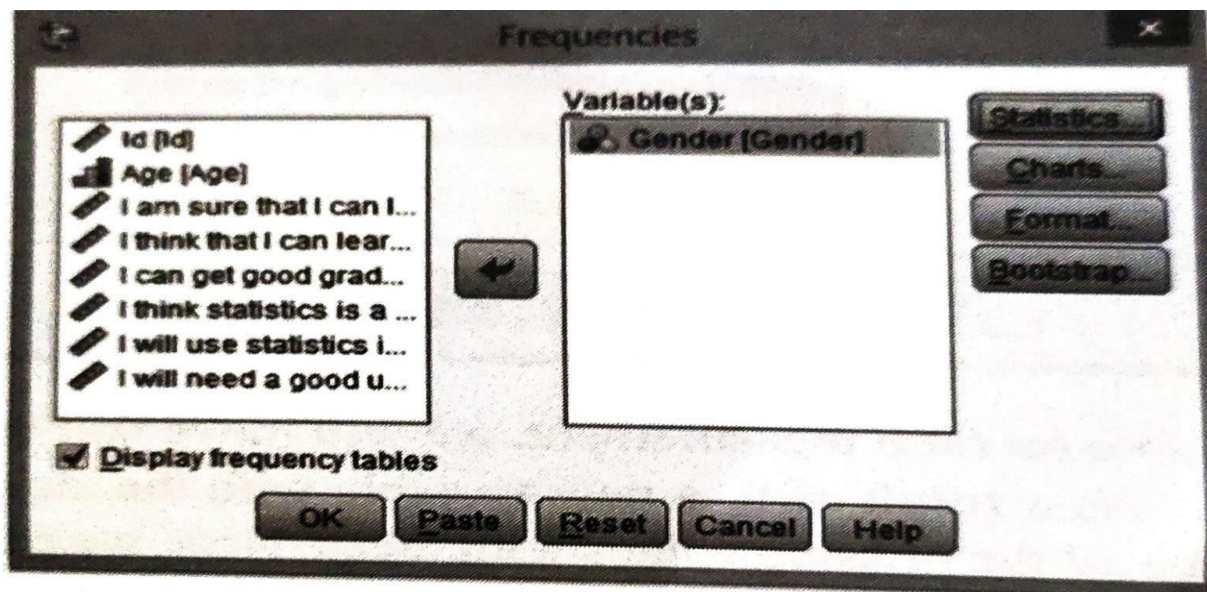 Frequencies
Id [Id]
Age [Age]
I am sure that I can l...
I think that I can lear...
I can get good grad...
I think statistics is a ...
I will use statistics i...
I will need a good u...
Display frequency tables
Variable(s):
Gender [Gender]
Statistics...
Charts...
Format...
Bootstrap...
OK
Paste
Reset
Cancel
Help